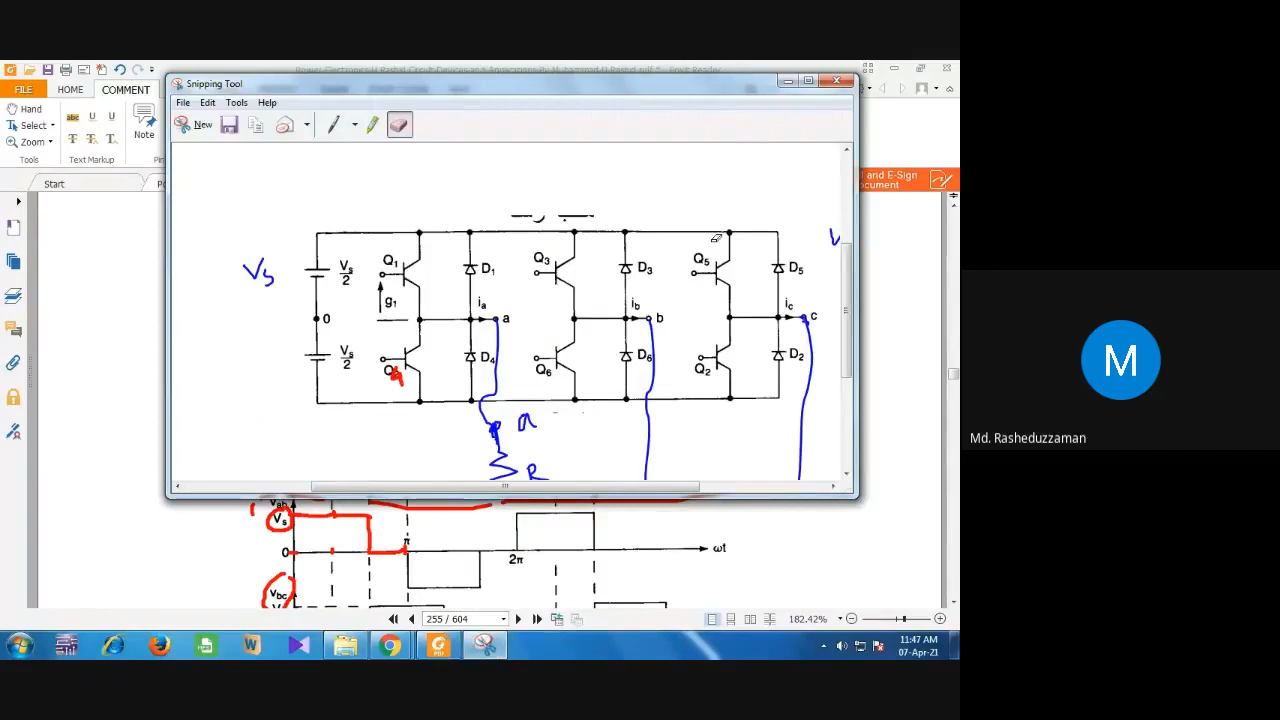 Snipping Tool
FILE HOME COMMENT
File Edit Tools Help
Hand
Select
Zoom
Tools
abc U U
T T T
Text Markup
Note
New
Start
l and E-Sign
ocument
Vs
Vs/2
0
Vs/2
Q1 D1 Q3 D3 Q5 D5
g1 ia a ib b ic c
Q4 D4 Q6 D6 Q2 D2
a
R
vab
Vs
0 π 2π ωt
vbc
255 / 604
182.42%
11:47 AM
07-Apr-21
M
Md. Rasheduzzaman